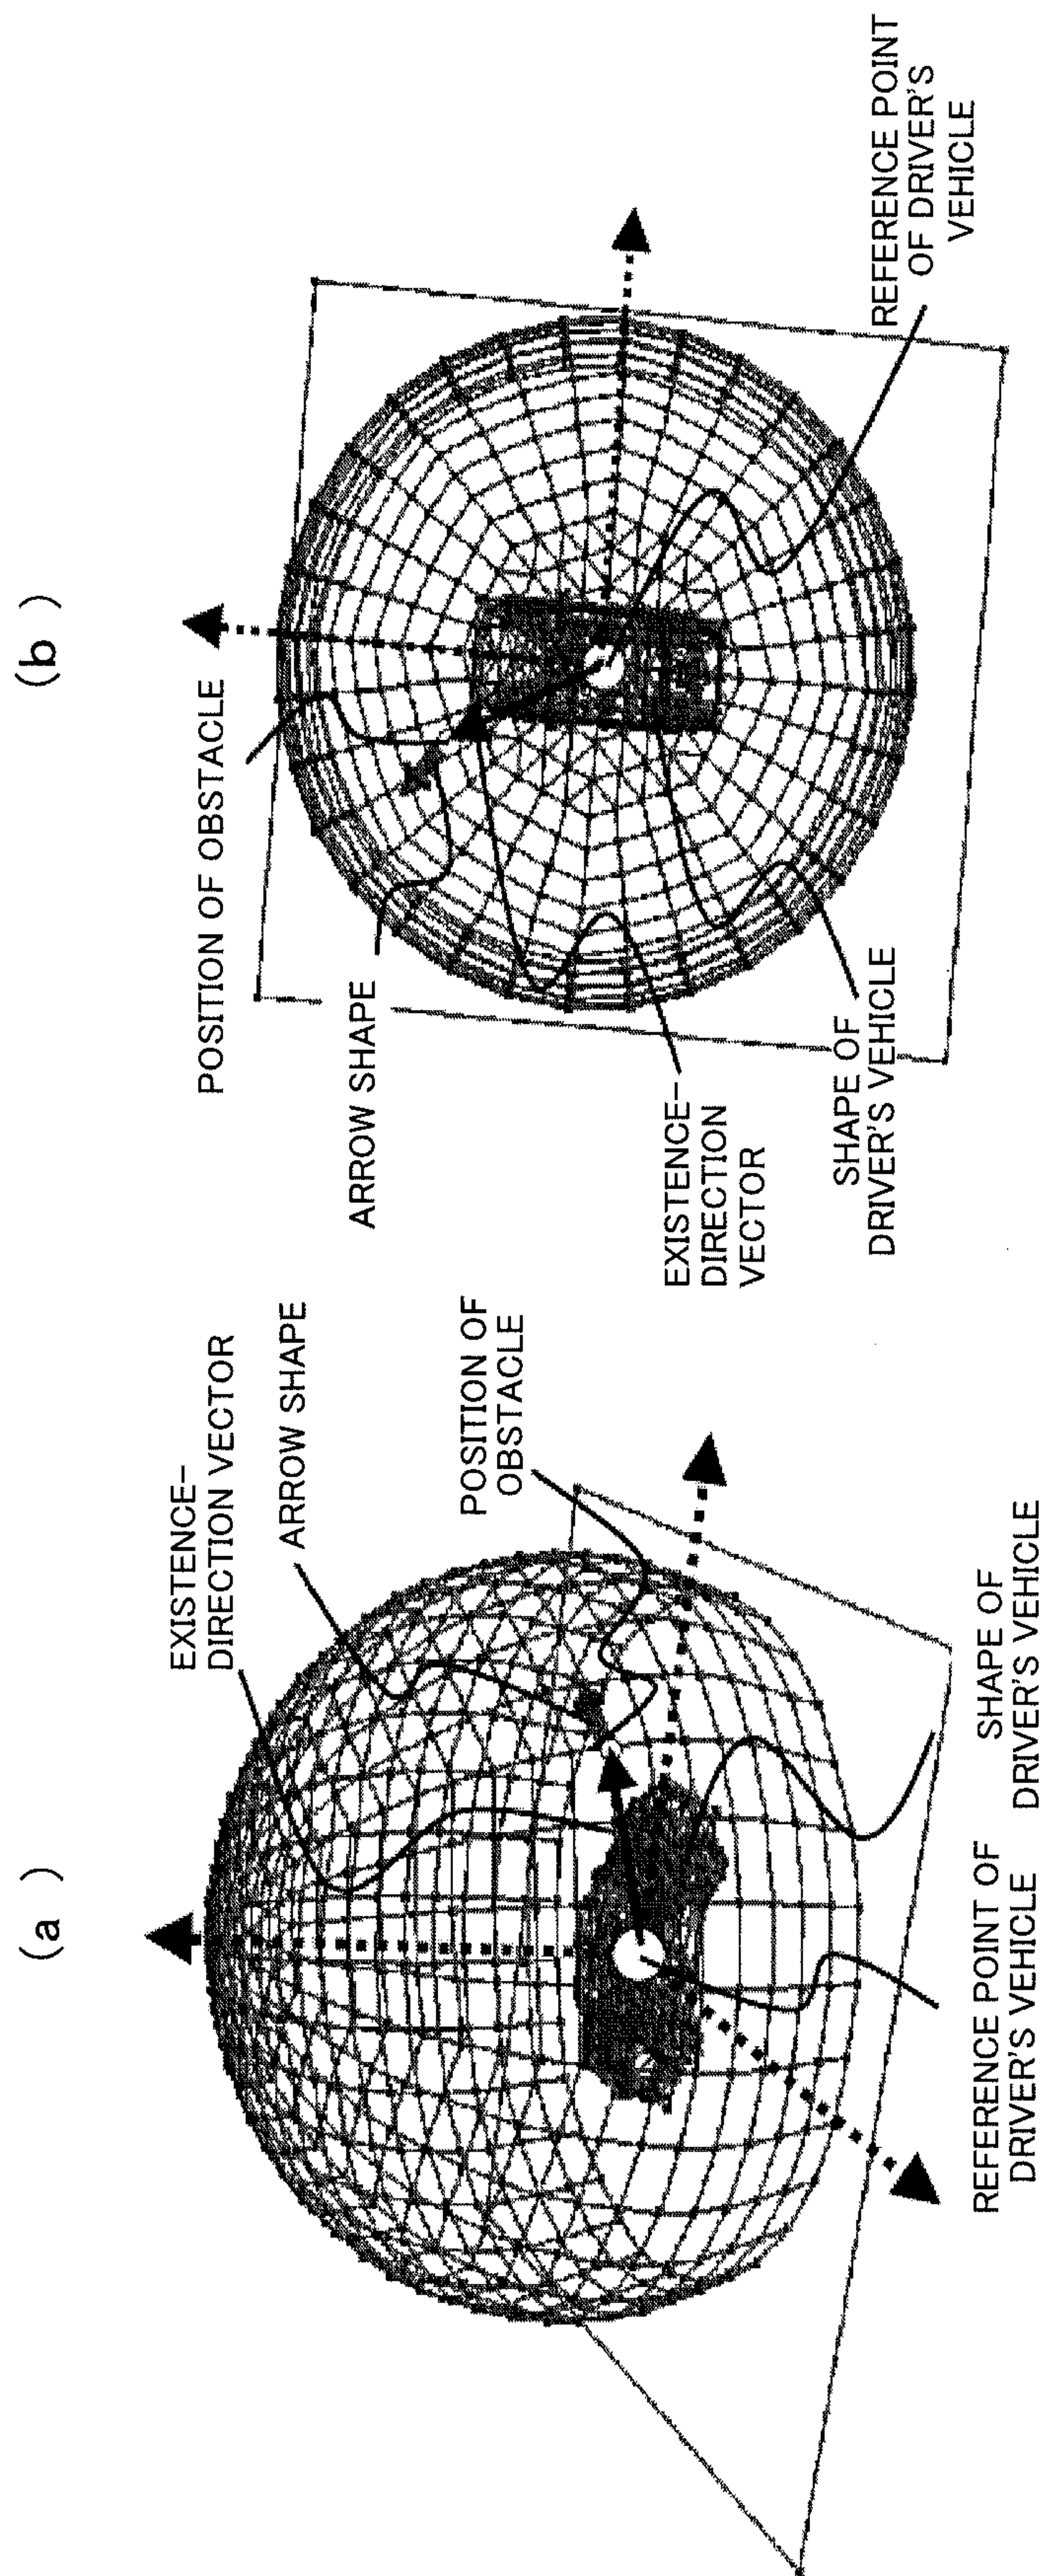 (a)
EXISTENCE-
DIRECTION VECTOR
ARROW SHAPE
POSITION OF
OBSTACLE
REFERENCE POINT OF
DRIVER'S VEHICLE
SHAPE OF
DRIVER'S VEHICLE
(b)
POSITION OF OBSTACLE
ARROW SHAPE
EXISTENCE-
DIRECTION
VECTOR
SHAPE OF
DRIVER'S VEHICLE
REFERENCE POINT
OF DRIVER'S
VEHICLE